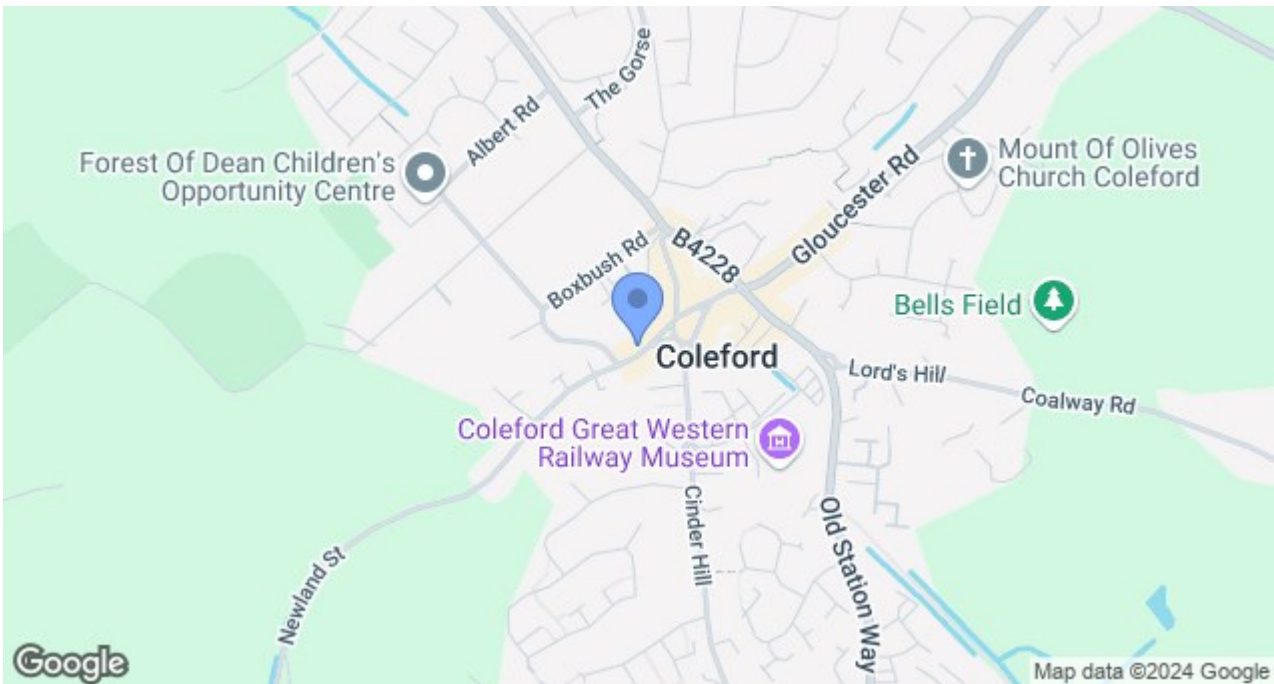 The Gorse
Albert Rd
Forest Of Dean Children's
Opportunity Centre
Mount Of Olives
Church Coleford
Gloucester Rd
B4228
Boxbush Rd
Bells Field
Coleford
Lord's Hill
Coalway Rd
Coleford Great Western
Railway Museum
Cinder Hill
Old Station Way
Newland St
Google
Map data ©2024 Google